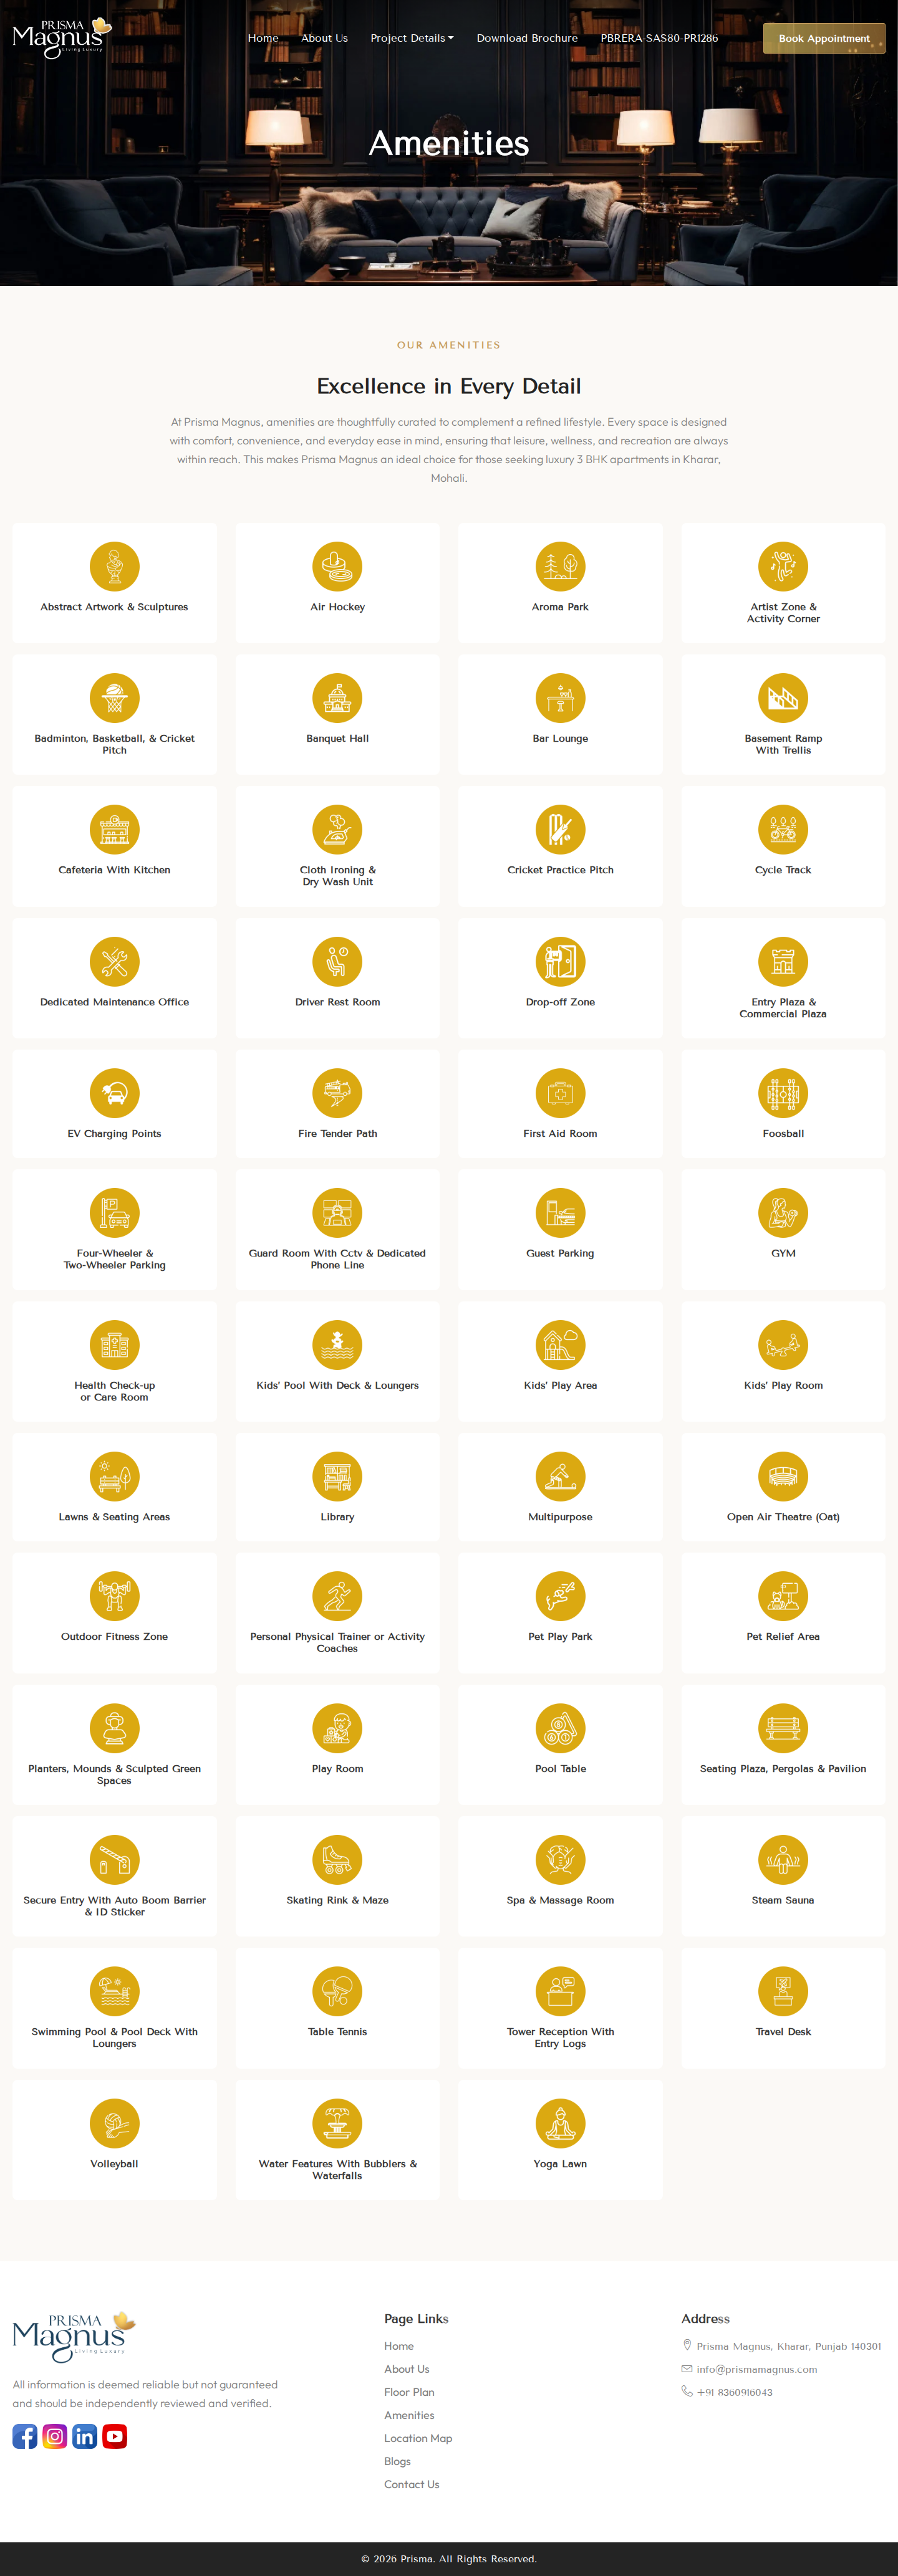 PRISMA
Magnus
Living Luxury
Home
About Us
Project Details
Download Brochure
PBRERA-SAS80-PR1286
Book Appointment
Amenities
OUR AMENITIES
Excellence in Every Detail
At Prisma Magnus, amenities are thoughtfully curated to complement a refined lifestyle. Every space is designed
with comfort, convenience, and everyday ease in mind, ensuring that leisure, wellness, and recreation are always
within reach. This makes Prisma Magnus an ideal choice for those seeking luxury 3 BHK apartments in Kharar,
Mohali.
Abstract Artwork & Sculptures
Air Hockey
Aroma Park
Artist Zone &
Activity Corner
Badminton, Basketball, & Cricket
Pitch
Banquet Hall
Bar Lounge
Basement Ramp
With Trellis
Cafeteria With Kitchen
Cloth Ironing &
Dry Wash Unit
Cricket Practice Pitch
Cycle Track
Dedicated Maintenance Office
Driver Rest Room
Drop-off Zone
Entry Plaza &
Commercial Plaza
EV Charging Points
Fire Tender Path
First Aid Room
Foosball
Four-Wheeler &
Two-Wheeler Parking
Guard Room With Cctv & Dedicated
Phone Line
Guest Parking
GYM
Health Check-up
or Care Room
Kids' Pool With Deck & Loungers
Kids' Play Area
Kids' Play Room
Lawns & Seating Areas
Library
Multipurpose
Open Air Theatre (Oat)
Outdoor Fitness Zone
Personal Physical Trainer or Activity
Coaches
Pet Play Park
Pet Relief Area
Planters, Mounds & Sculpted Green
Spaces
Play Room
Pool Table
Seating Plaza, Pergolas & Pavilion
Secure Entry With Auto Boom Barrier
& ID Sticker
Skating Rink & Maze
Spa & Massage Room
Steam Sauna
Swimming Pool & Pool Deck With
Loungers
Table Tennis
Tower Reception With
Entry Logs
Travel Desk
Volleyball
Water Features With Bubblers &
Waterfalls
Yoga Lawn
PRISMA
Magnus
Living Luxury
All information is deemed reliable but not guaranteed
and should be independently reviewed and verified.
Page Links
Home
About Us
Floor Plan
Amenities
Location Map
Blogs
Contact Us
Address
Prisma Magnus, Kharar, Punjab 140301
info@prismamagnus.com
+91 8360916043
© 2026 Prisma. All Rights Reserved.